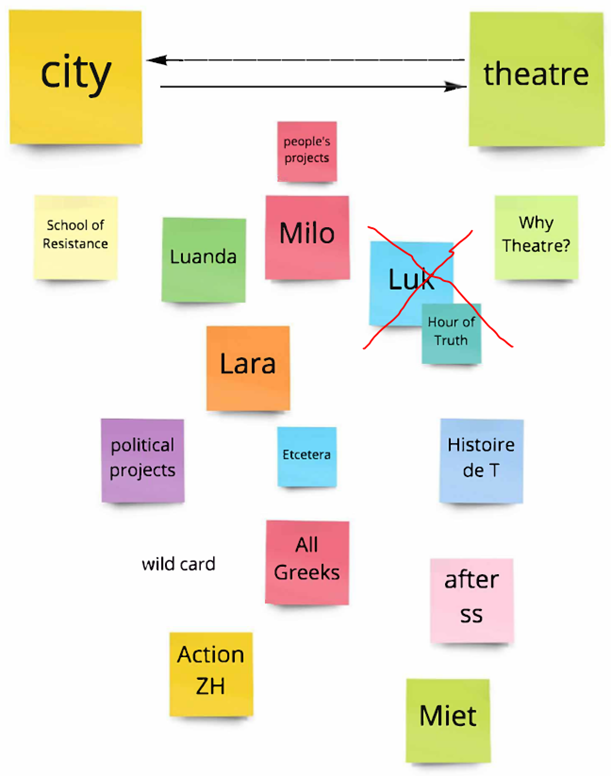 city
theatre
people's
projects
School of
Resistance
Luanda
Milo
Luk
Hour of
Truth
Why
Theatre?
Lara
political
projects
Etcetera
Histoire
de T
wild card
All
Greeks
after
ss
Action
ZH
Miet